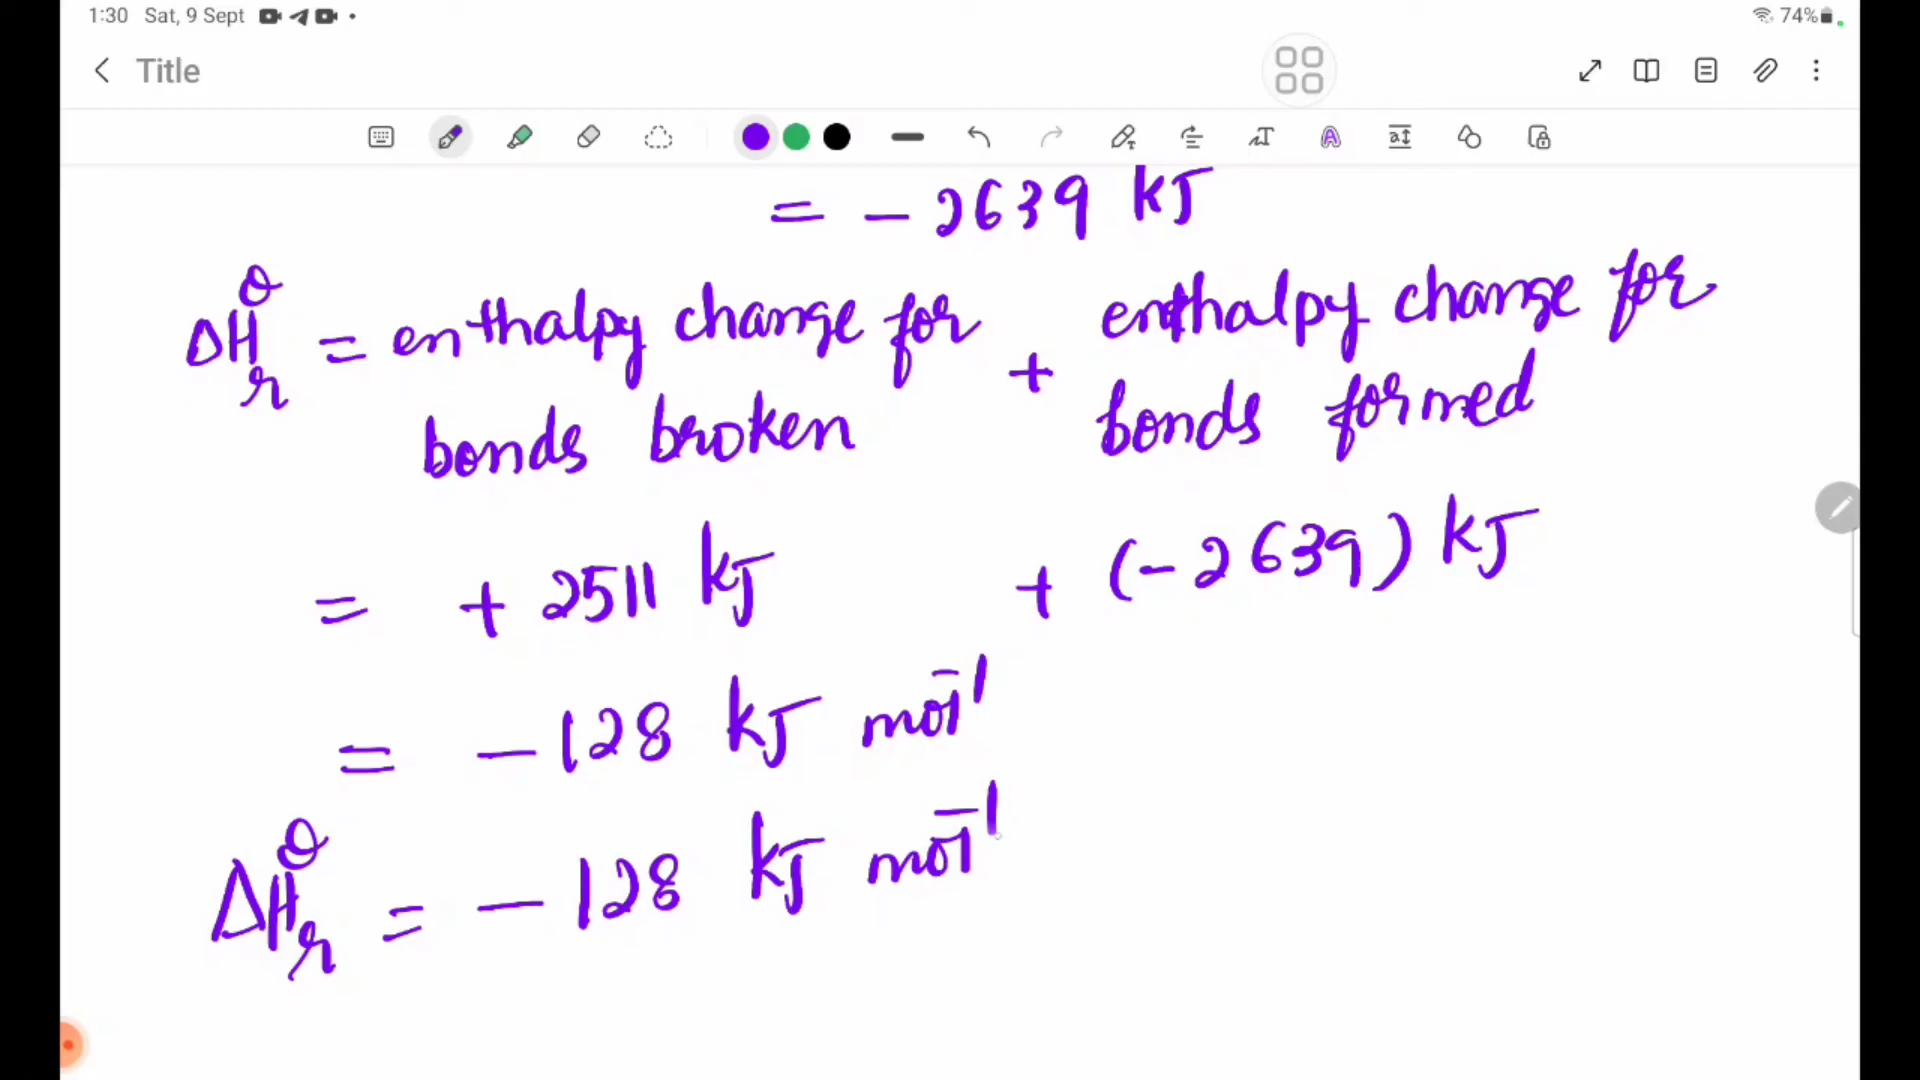 1:30 Sat, 9 Sept
74%
Title
= - 2639 kJ
ΔH°r = enthalpy change for bonds broken + enthalpy change for bonds formed
= + 2511 kJ + (-2639) kJ
= - 128 kJ mol⁻¹
ΔH°r = - 128 kJ mol⁻¹